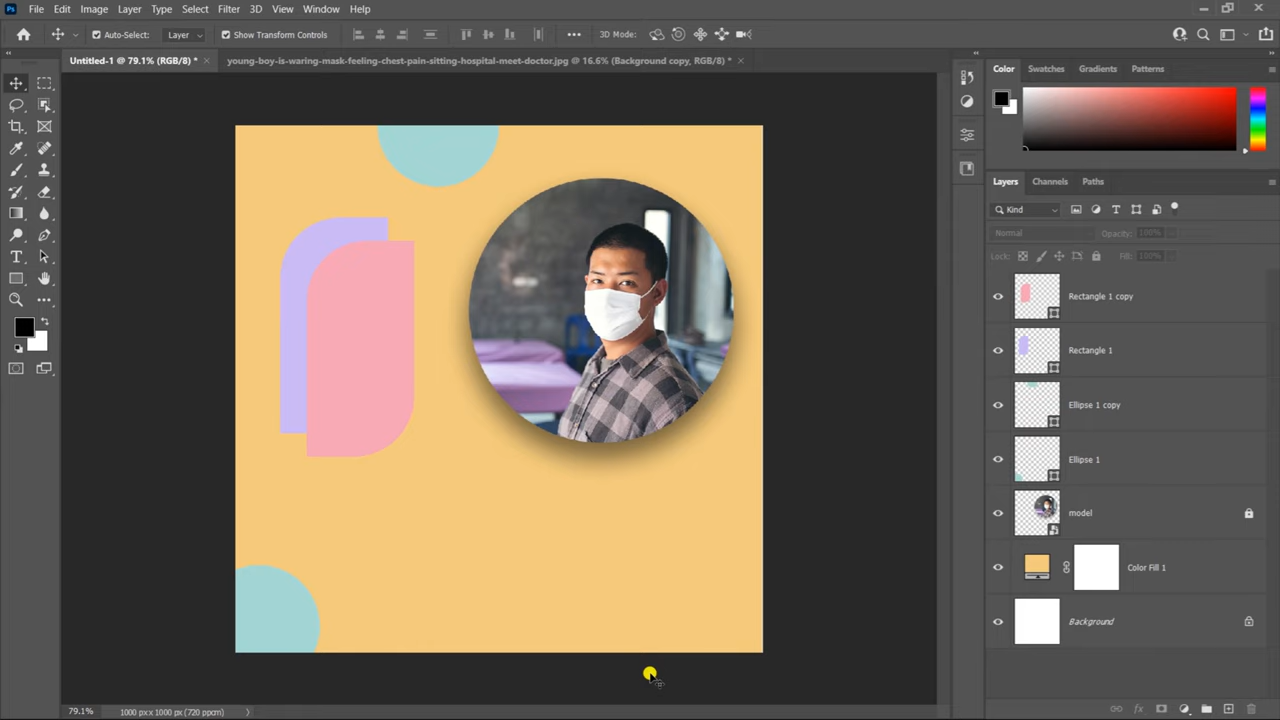 Ps File Edit Image Layer Type Select Filter 3D View Window Help
Auto-Select: Layer Show Transform Controls 3D Mode:
Untitled-1 @ 79.1% (RGB/8) * × young-boy-is-waring-mask-feeling-chest-pain-sitting-hospital-meet-doctor.jpg @ 16.6% (Background copy, RGB/8) * ×
Color Swatches Gradients Patterns
Layers Channels Paths
Kind
Normal Opacity: 100%
Lock: Fill: 100%
Rectangle 1 copy
Rectangle 1
Ellipse 1 copy
Ellipse 1
model
Color Fill 1
Background
79.1% 1000 px x 1000 px (720 ppcm)